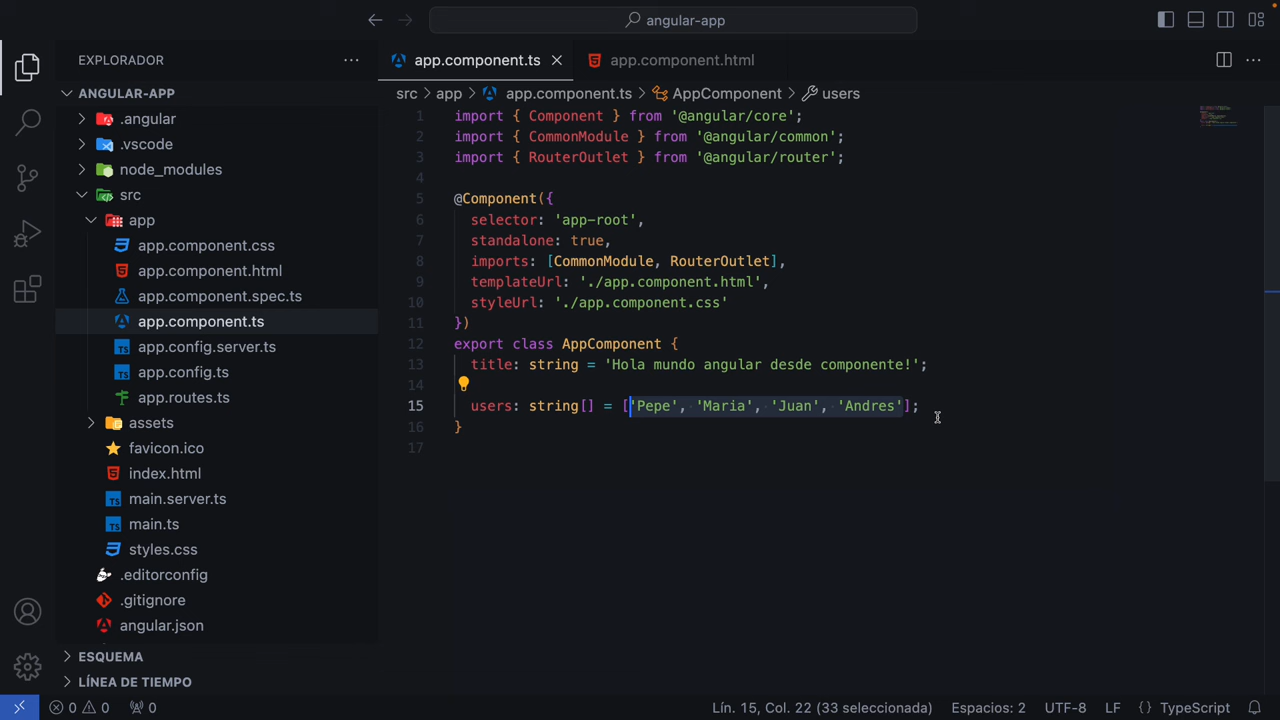 angular-app
EXPLORADOR
ANGULAR-APP
.angular
.vscode
node_modules
src
app
app.component.css
app.component.html
app.component.spec.ts
app.component.ts
app.config.server.ts
app.config.ts
app.routes.ts
assets
favicon.ico
index.html
main.server.ts
main.ts
styles.css
.editorconfig
.gitignore
angular.json
ESQUEMA
LÍNEA DE TIEMPO
app.component.ts
app.component.html
src > app > app.component.ts > AppComponent > users
1 import { Component } from '@angular/core';
2 import { CommonModule } from '@angular/common';
3 import { RouterOutlet } from '@angular/router';
4
5 @Component({
6 selector: 'app-root',
7 standalone: true,
8 imports: [CommonModule, RouterOutlet],
9 templateUrl: './app.component.html',
10 styleUrl: './app.component.css'
11 })
12 export class AppComponent {
13 title: string = 'Hola mundo angular desde componente!';
14
15 users: string[] = ['Pepe', 'Maria', 'Juan', 'Andres'];
16 }
17
0 0 0 Lín. 15, Col. 22 (33 seleccionada) Espacios: 2 UTF-8 LF {} TypeScript